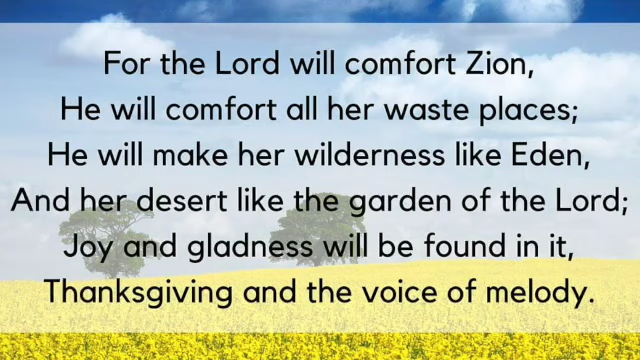 For the Lord will comfort Zion,
He will comfort all her waste places;
He will make her wilderness like Eden,
And her desert like the garden of the Lord;
Joy and gladness will be found in it,
Thanksgiving and the voice of melody.